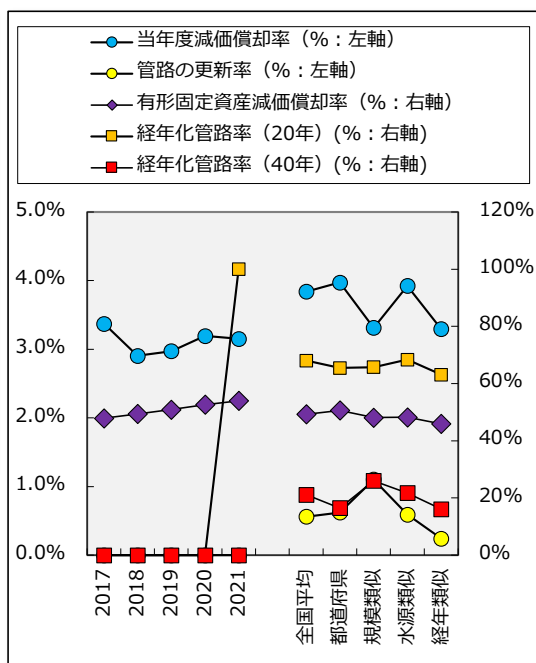 当年度減価償却率（%：左軸）
管路の更新率（%：左軸）
有形固定資産減価償却率（%：右軸）
経年化管路率（20年）(%：右軸)
経年化管路率（40年）(%：右軸)
5.0%
4.0%
3.0%
2.0%
1.0%
0.0%
120%
100%
80%
60%
40%
20%
0%
2017
2018
2019
2020
2021
全国平均
都道府県
規模類似
水源類似
経年類似